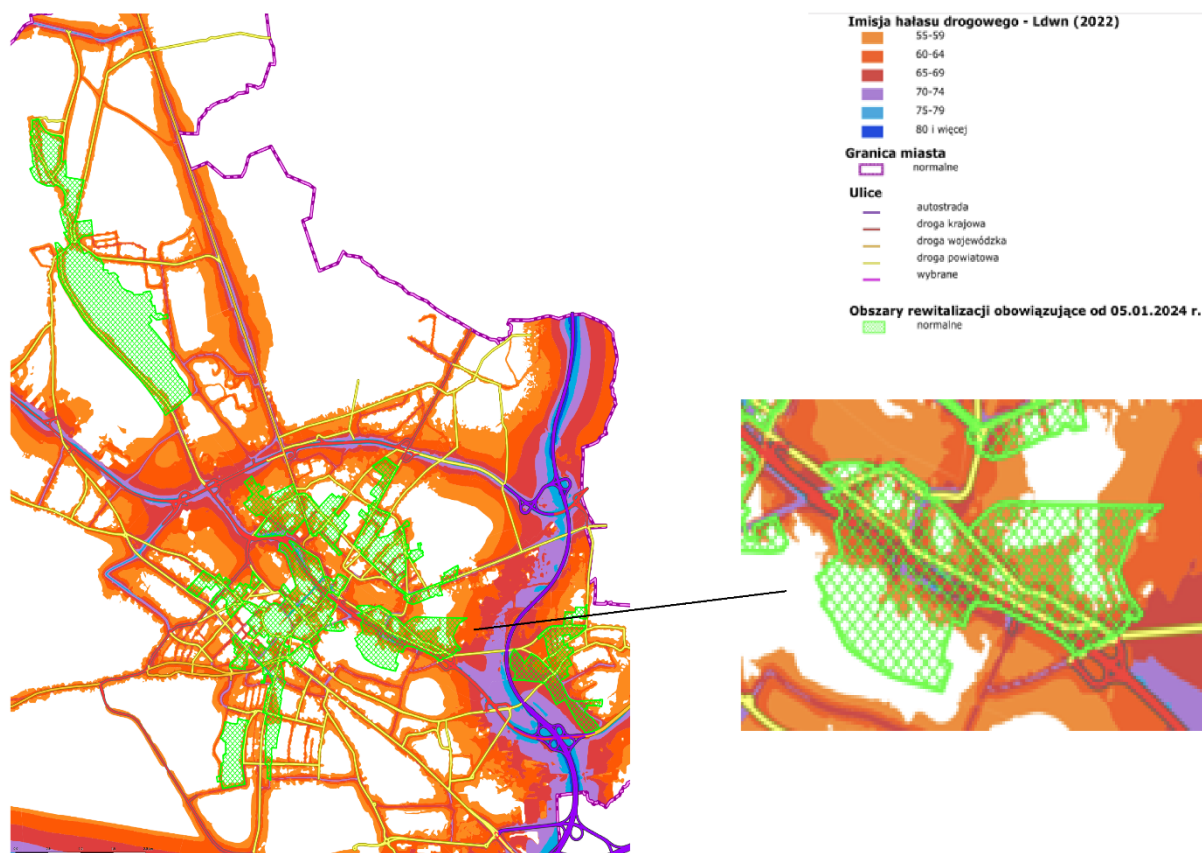 Imisja hałasu drogowego - Ldwn (2022)
55-59
60-64
65-69
70-74
75-79
80 i więcej
Granica miasta
normalne
Ulice
autostrada
droga krajowa
droga wojewódzka
droga powiatowa
wybrane
Obszary rewitalizacji obowiązujące od 05.01.2024 r.
normalne